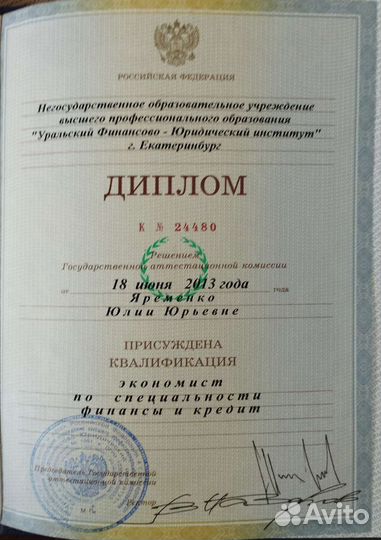 РОССИЙСКАЯ ФЕДЕРАЦИЯ
Негосударственное образовательное учреждение
высшего профессионального образования
"Уральский Финансово - Юридический институт"
г. Екатеринбург
ДИПЛОМ
К № 24480
Решением
Государственной аттестационной комиссии
от 18 июня 2013 года года
Яременко
Юлии Юрьевне
ПРИСУЖДЕНА
КВАЛИФИКАЦИЯ
экономист
по специальности
финансы и кредит
Председатель Государственной
аттестационной комиссии
Ректор
М.П.
Avito